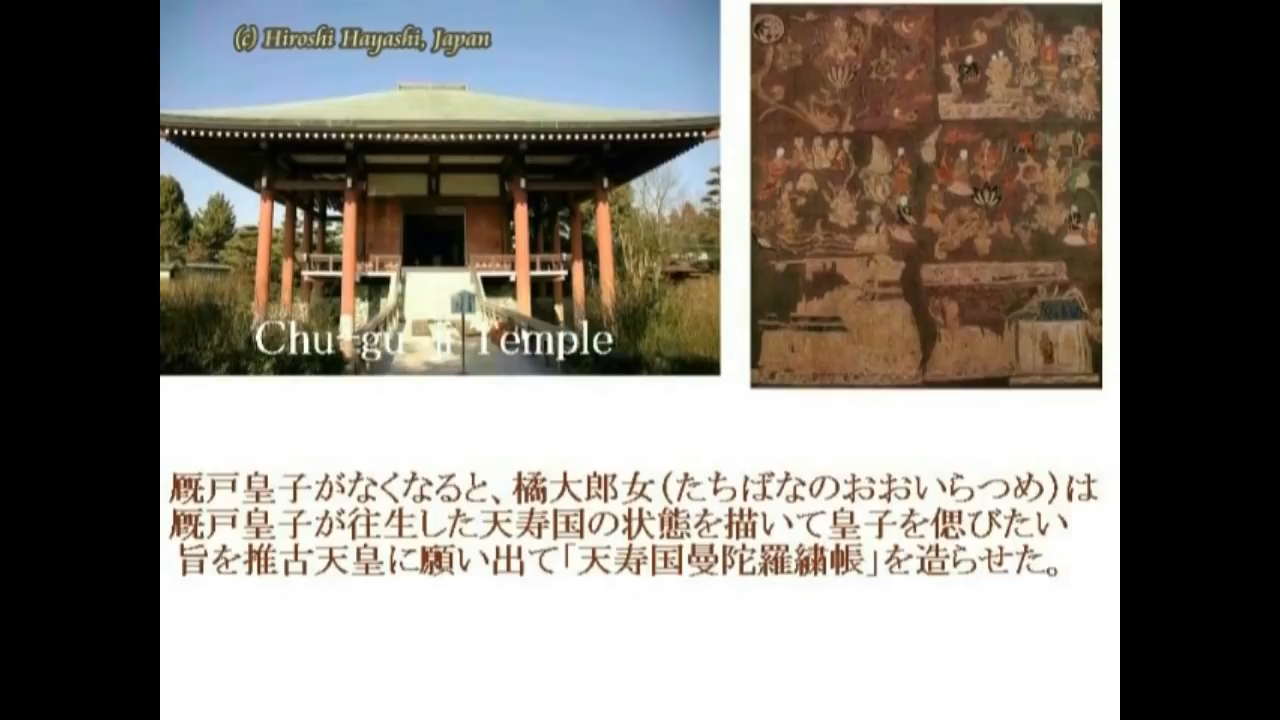 (c) Hiroshi Hayashi, Japan
Chu-gu-ji Temple
厩戸皇子がなくなると、橘大郎女(たちばなのおおいらつめ)は
厩戸皇子が往生した天寿国の状態を描いて皇子を偲びたい
旨を推古天皇に願い出て「天寿国曼陀羅繍帳」を造らせた。